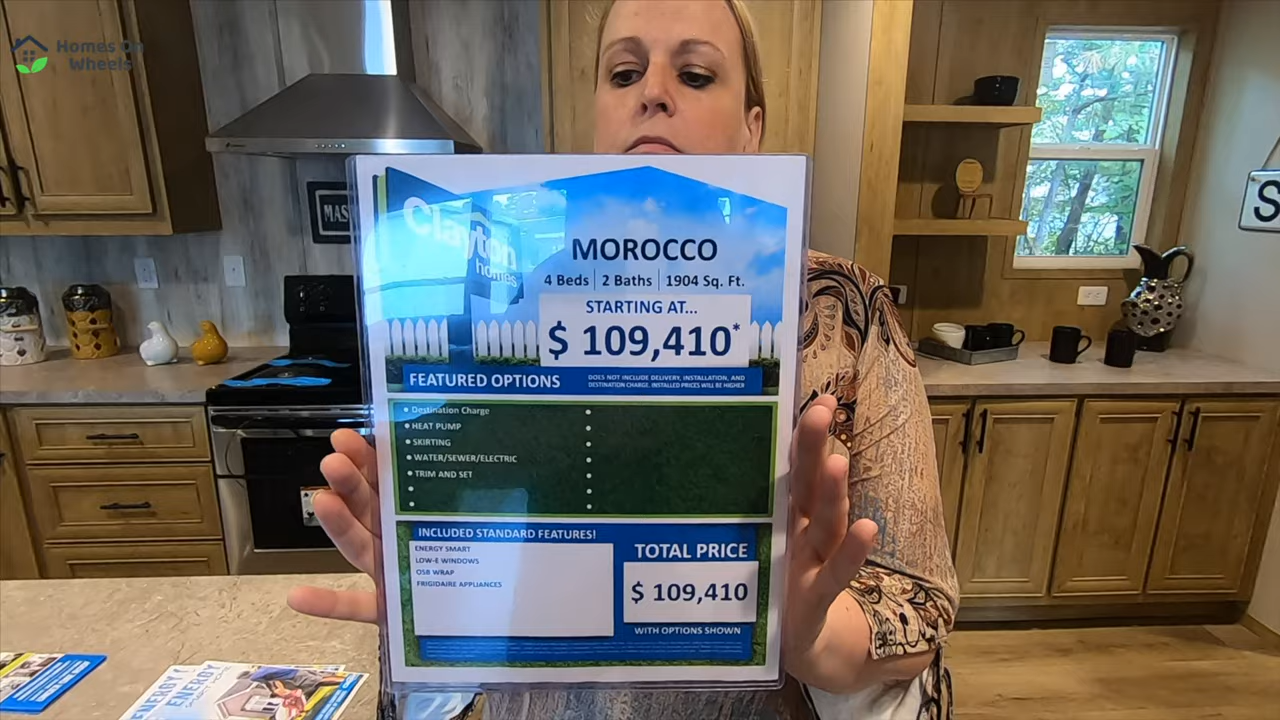 Homes On
Wheels
MAS
S
Clayton
homes
MOROCCO
4 Beds | 2 Baths | 1904 Sq. Ft.
STARTING AT...
$ 109,410*
FEATURED OPTIONS
DOES NOT INCLUDE DELIVERY, INSTALLATION, AND
DESTINATION CHARGE. INSTALLED PRICES WILL BE HIGHER
• Destination Charge
• HEAT PUMP
• SKIRTING
• WATER/SEWER/ELECTRIC
• TRIM AND SET
INCLUDED STANDARD FEATURES!
ENERGY SMART
LOW-E WINDOWS
OSB WRAP
FRIGIDAIRE APPLIANCES
TOTAL PRICE
$ 109,410
WITH OPTIONS SHOWN
ENERGY
ENERGY